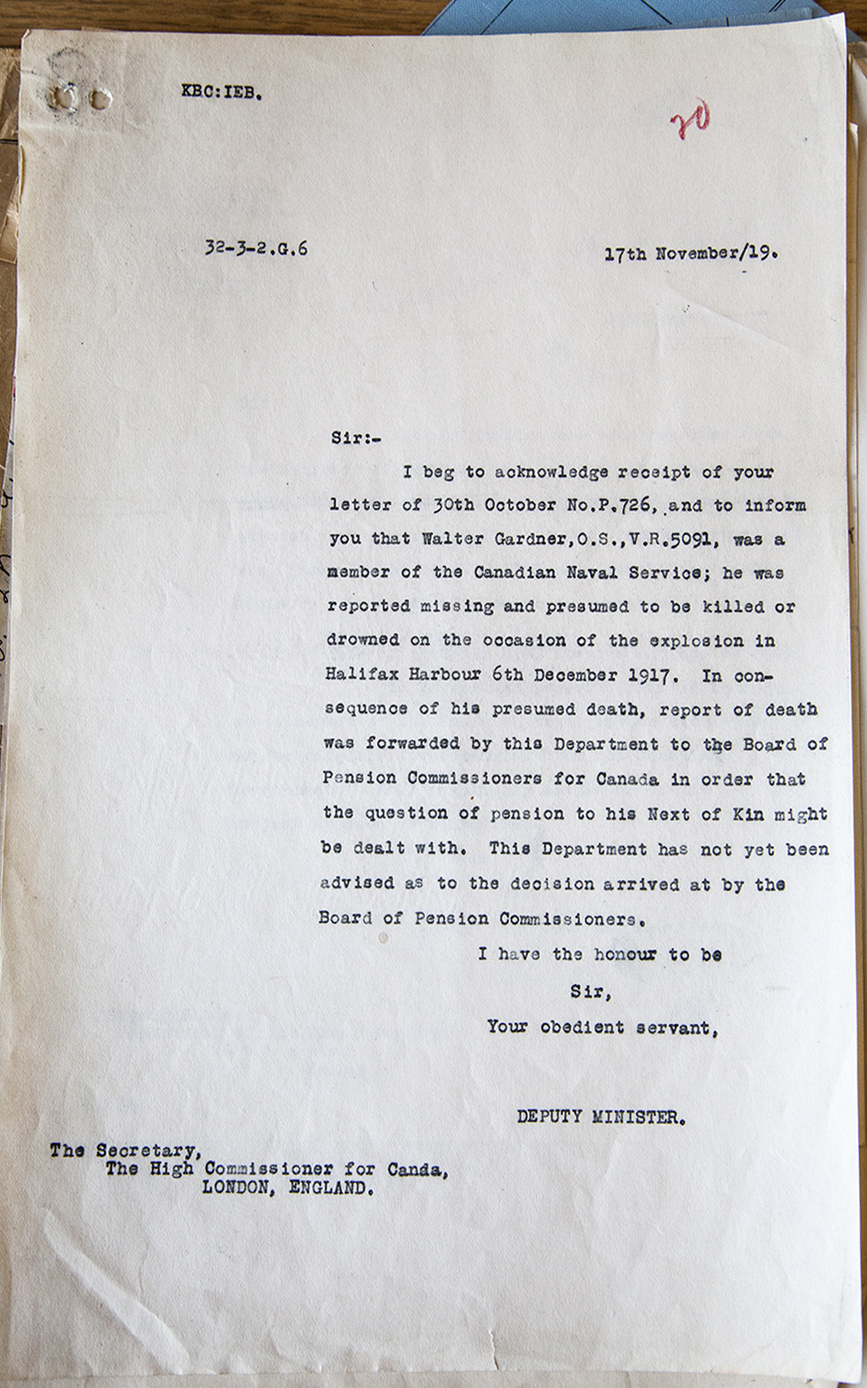 KBC:IEB.
20
32-3-2.G.6
17th November/19.
Sir:-
I beg to acknowledge receipt of your
letter of 30th October No.P.726, and to inform
you that Walter Gardner,O.S.,V.R.5091, was a
member of the Canadian Naval Service; he was
reported missing and presumed to be killed or
drowned on the occasion of the explosion in
Halifax Harbour 6th December 1917. In con-
sequence of his presumed death, report of death
was forwarded by this Department to the Board of
Pension Commissioners for Canada in order that
the question of pension to his Next of Kin might
be dealt with. This Department has not yet been
advised as to the decision arrived at by the
Board of Pension Commissioners.
I have the honour to be
Sir,
Your obedient servant,
DEPUTY MINISTER.
The Secretary,
The High Commissioner for Canda,
LONDON, ENGLAND.